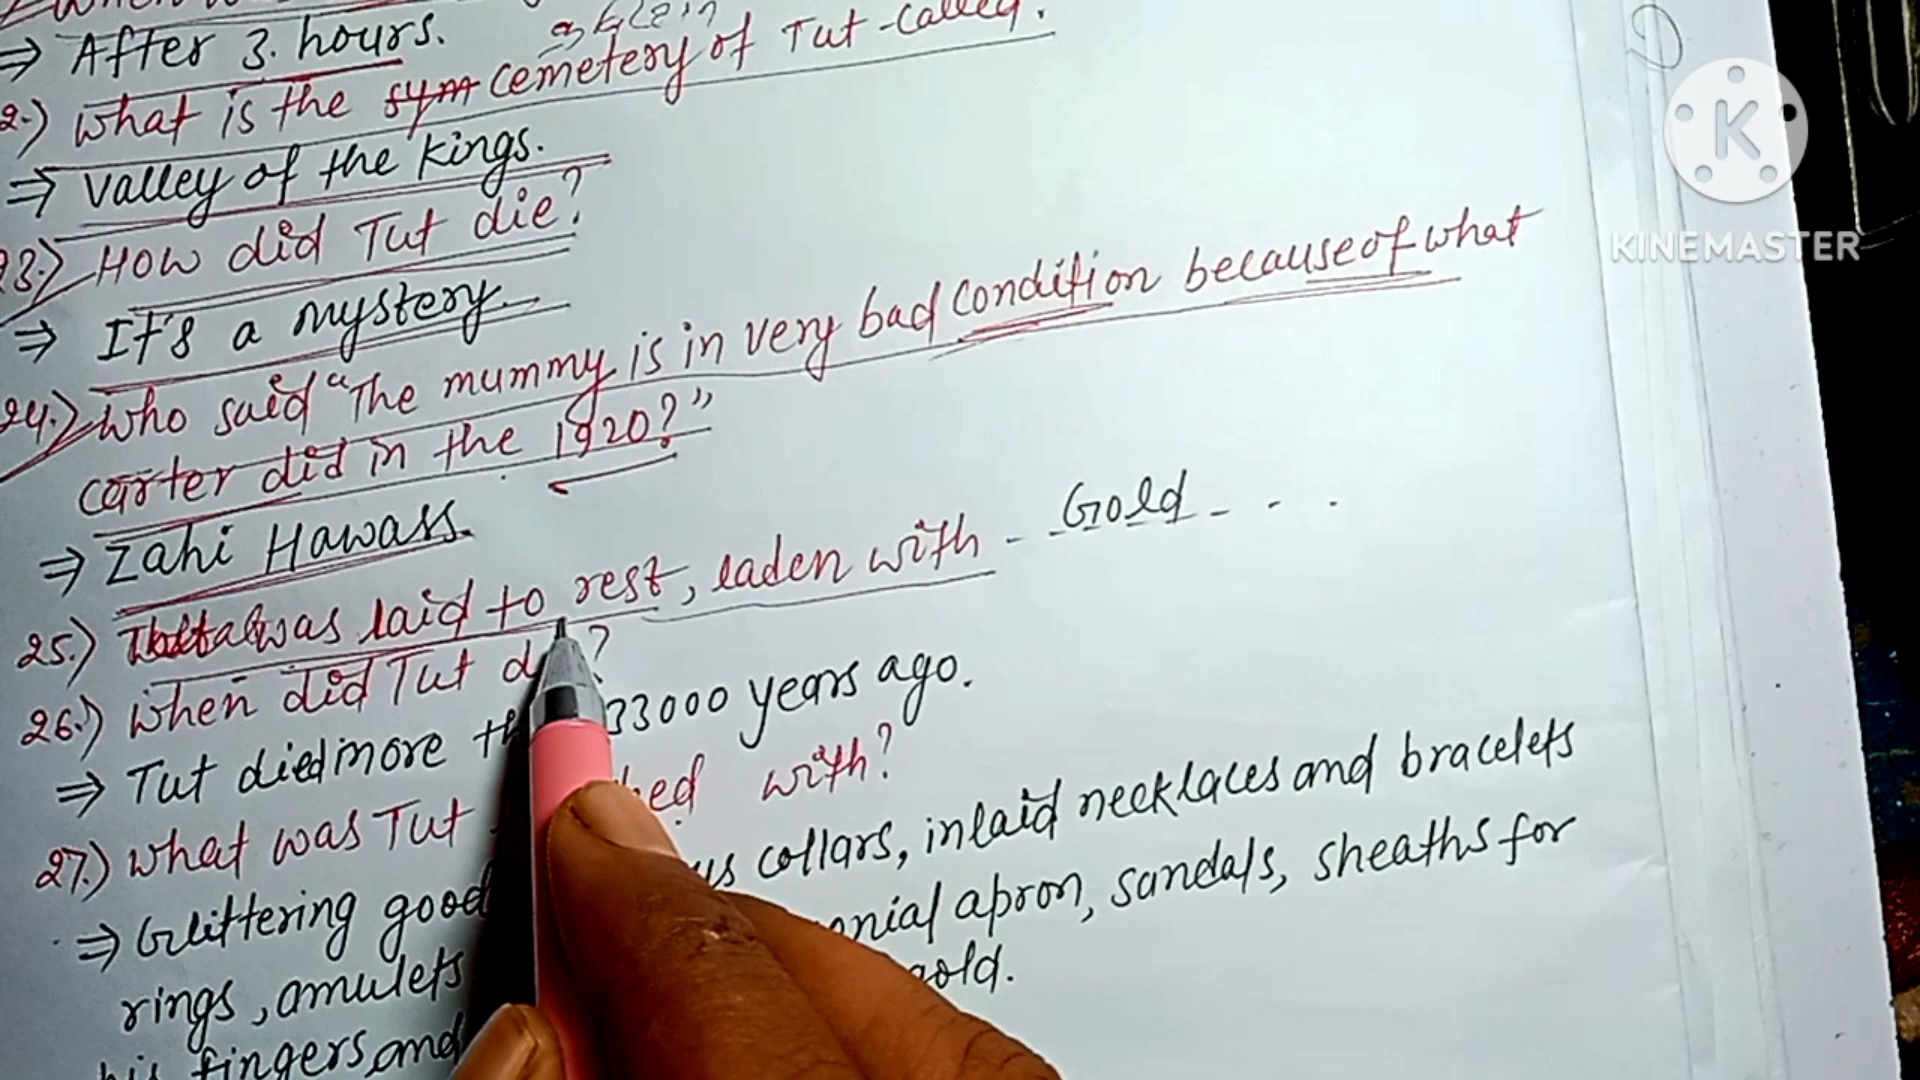 ⇒ After 3. hours.
2.) what is the sym cemetery of Tut called.
⇒ Valley of the Kings.
23.) How did Tut die?
⇒ It's a mystery.
24.) Who said "The mummy is in very bad condition because of what
carter did in the 1920?"
⇒ Zahi Hawass.
25.) was laid to rest, laden with - - Gold - - .
26.) when did Tut ?
⇒ Tut died more 33000 years ago.
27.) what was Tut with?
⇒ Glittering good collars, inlaid necklaces and bracelets
rings, amulets apron, sandals, sheaths for
his fingers and gold.
KINEMASTER